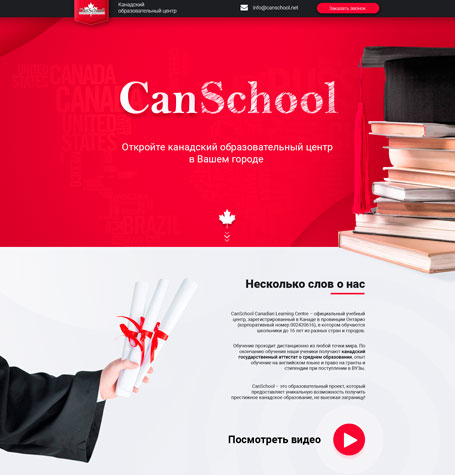 Канадский
образовательный центр
info@canschool.net
Заказать звонок
CanSchool
Откройте канадский образовательный центр
в Вашем городе
UNITED
STATES
CANADA
BRAZIL
Несколько слов о нас
CanSchool Canadian Learning Centre – официальный учебный
центр, зарегистрированный в Канаде в провинции Онтарио
(корпоративный номер 002420616), в котором обучаются
школьники до 16 лет из разных стран и городов.
Обучение проходит дистанционно из любой точки мира. По
окончанию обучения наши ученики получают канадский
государственный аттестат о среднем образовании, опыт
обучения на английском языке и право на гранты и
стипендии при поступлении в ВУЗы.
CanSchool – это образовательный проект, который
предоставляет уникальную возможность получить
престижное канадское образование, не высокая заграницу!
Посмотреть видео